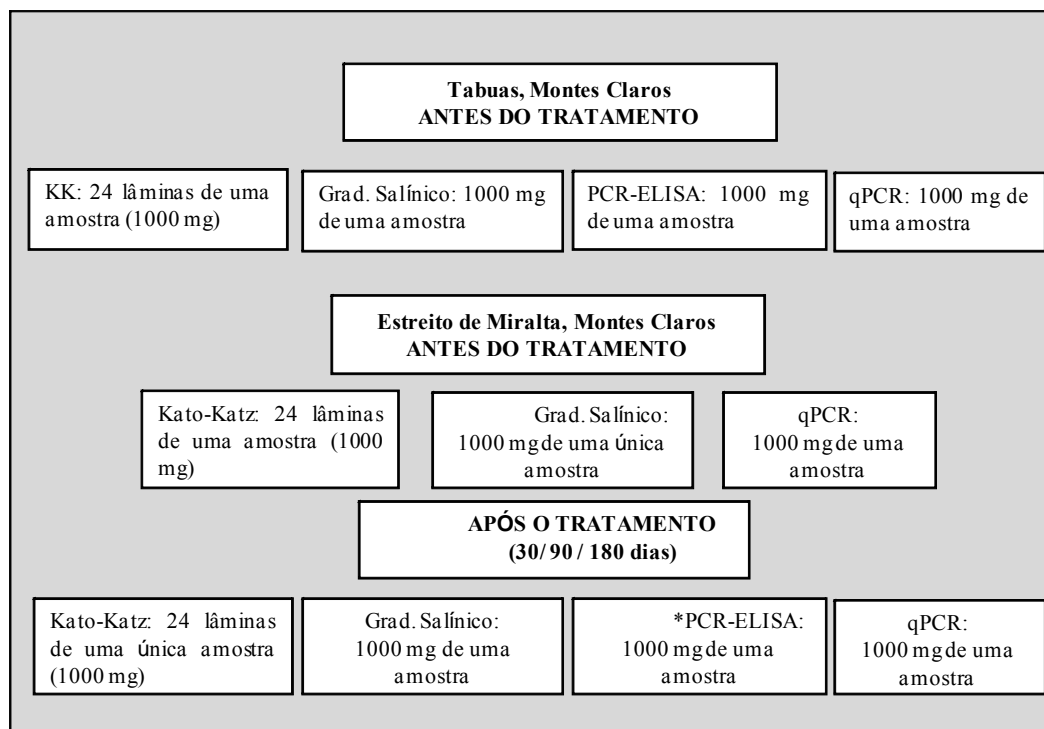 Tabuas, Montes Claros
ANTES DO TRATAMENTO
KK: 24 lâminas de uma
amostra (1000 mg)
Grad. Salínico: 1000 mg
de uma amostra
PCR-ELISA: 1000 mg
de uma amostra
qPCR: 1000 mg de
uma amostra
Estreito de Miralta, Montes Claros
ANTES DO TRATAMENTO
Kato-Katz: 24 lâminas
de uma amostra (1000
mg)
Grad. Salínico:
1000 mg de uma única
amostra
qPCR:
1000 mg de uma
amostra
APÓS O TRATAMENTO
(30/ 90 / 180 dias)
Kato-Katz: 24 lâminas
de uma única amostra
(1000 mg)
Grad. Salínico:
1000 mg de uma
amostra
*PCR-ELISA:
1000 mg de uma
amostra
qPCR:
1000 mg de uma
amostra